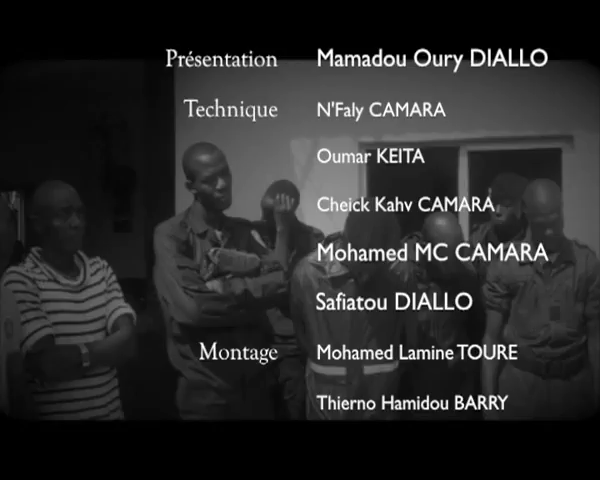 Présentation Mamadou Oury DIALLO
Technique N'Faly CAMARA
Oumar KEITA
Cheick Kahv CAMARA
Mohamed MC CAMARA
Safiatou DIALLO
Montage Mohamed Lamine TOURE
Thierno Hamidou BARRY